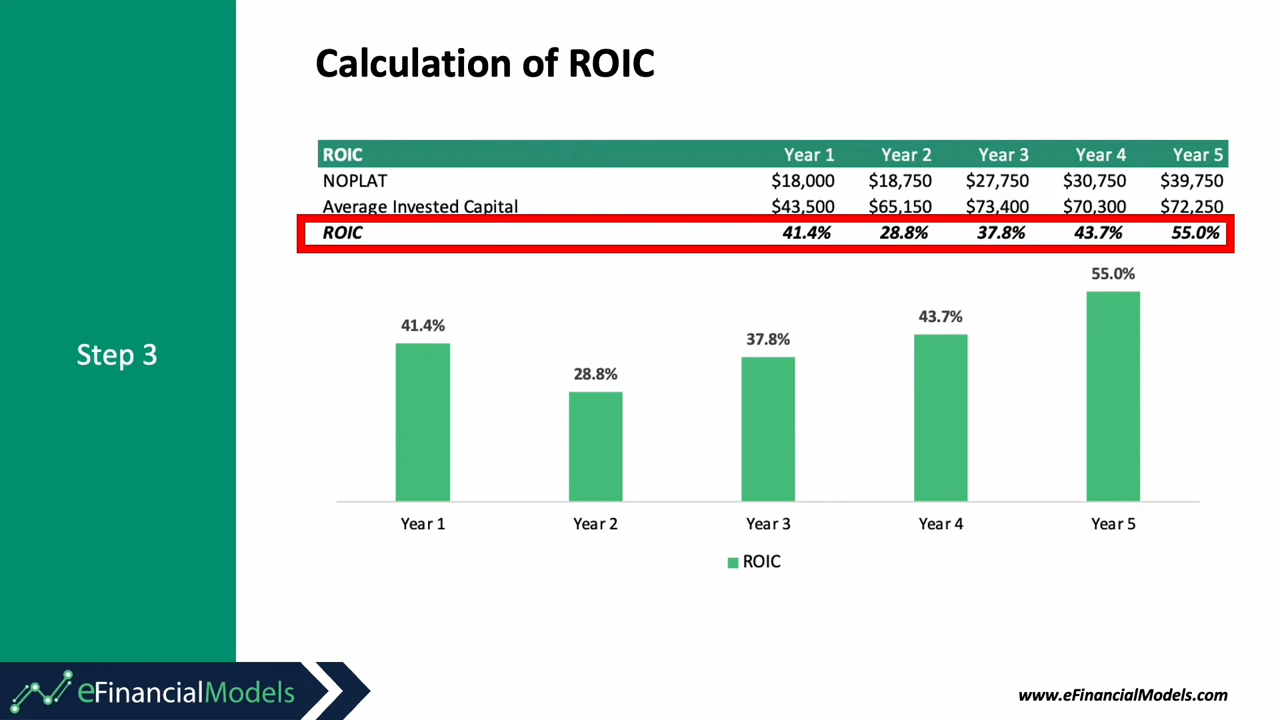 Calculation of ROIC
ROIC Year 1 Year 2 Year 3 Year 4 Year 5
NOPLAT $18,000 $18,750 $27,750 $30,750 $39,750
Average Invested Capital $43,500 $65,150 $73,400 $70,300 $72,250
ROIC 41.4% 28.8% 37.8% 43.7% 55.0%
Step 3
41.4% 28.8% 37.8% 43.7% 55.0%
Year 1 Year 2 Year 3 Year 4 Year 5
ROIC
eFinancialModels
www.eFinancialModels.com